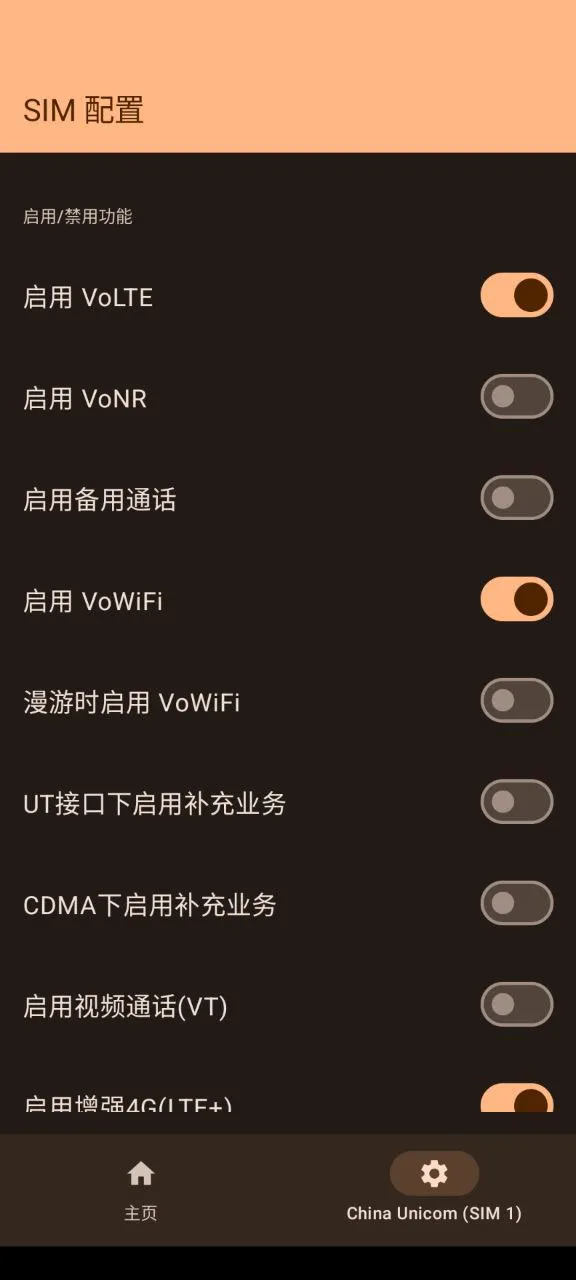 SIM 配置
启用/禁用功能
启用 VoLTE
启用 VoNR
启用备用通话
启用 VoWiFi
漫游时启用 VoWiFi
UT接口下启用补充业务
CDMA下启用补充业务
启用视频通话(VT)
启用增强4G(LTE+)
主页
China Unicom (SIM 1)